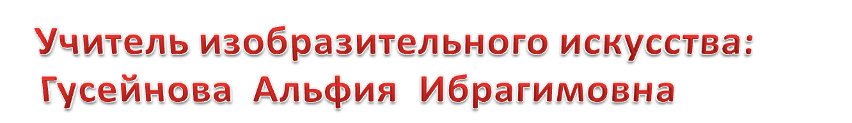 Учитель изобразительного искусства:
Гусейнова Альфия Ибрагимовна